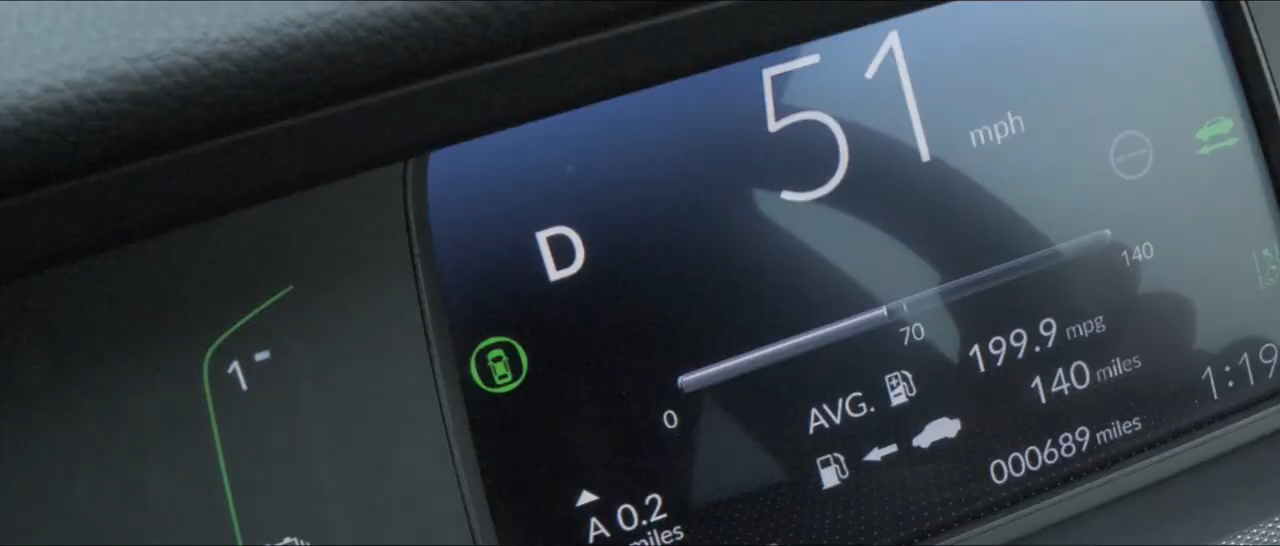 51 mph
D
1
140
70
0
AVG. 199.9 mpg
140 miles
000689 miles
1:19
A 0.2
miles